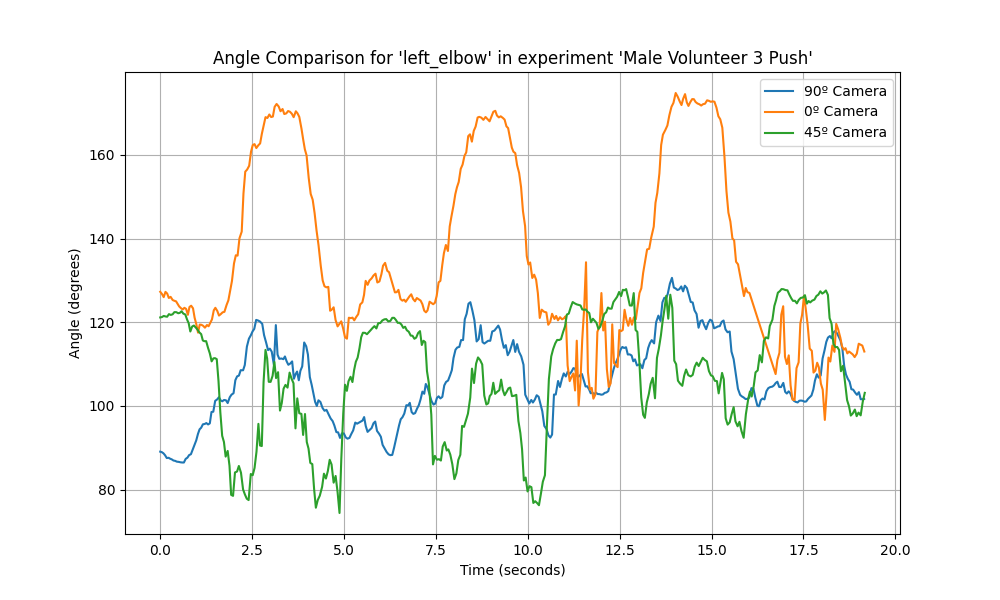 Angle Comparison for 'left_elbow' in experiment 'Male Volunteer 3 Push'
90º Camera
0º Camera
45º Camera
160
140
120
100
80
Angle (degrees)
0.0 2.5 5.0 7.5 10.0 12.5 15.0 17.5 20.0
Time (seconds)